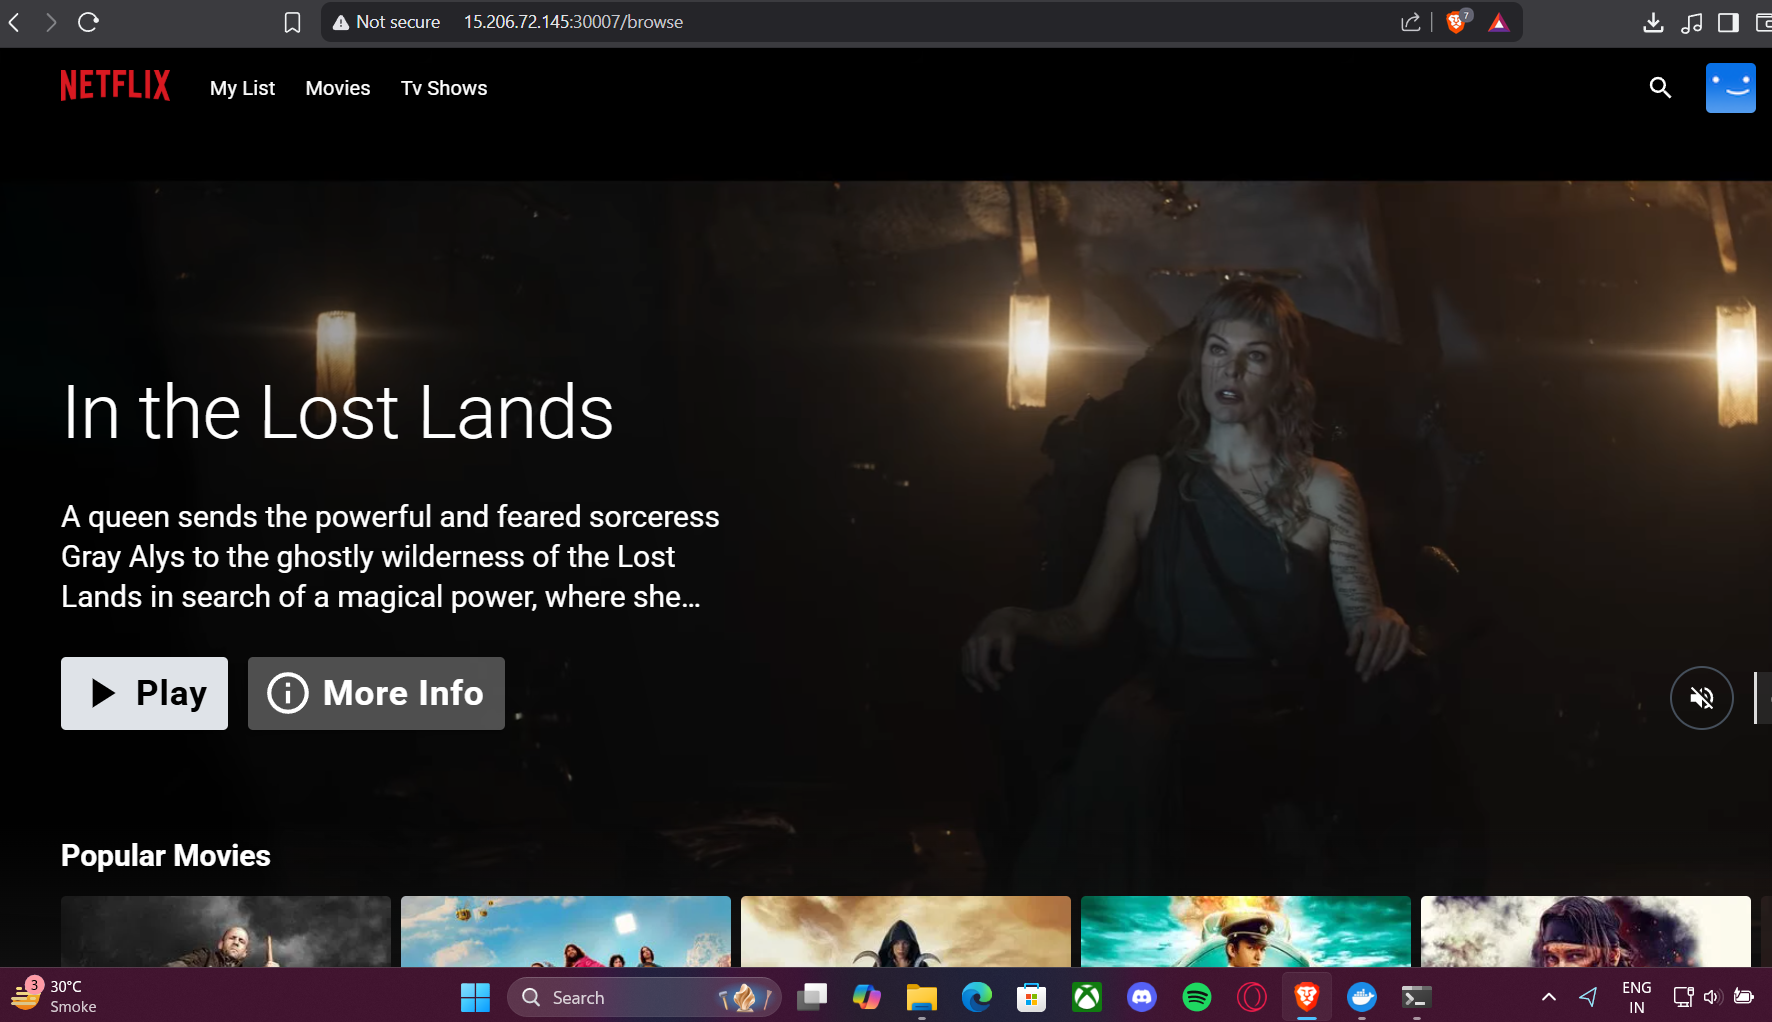 Not secure 15.206.72.145:30007/browse
7
NETFLIX My List Movies Tv Shows
In the Lost Lands
A queen sends the powerful and feared sorceress
Gray Alys to the ghostly wilderness of the Lost
Lands in search of a magical power, where she...
Play More Info
Popular Movies
3
30°C
Smoke
Search
ENG
IN